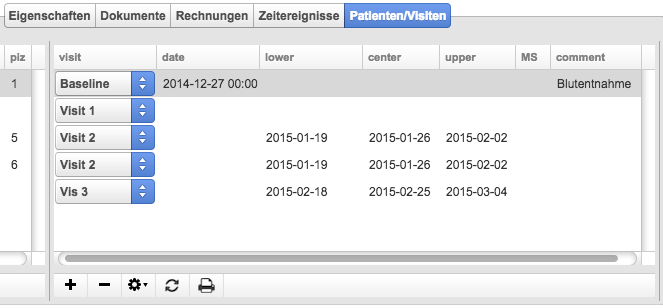 Eigenschaften Dokumente Rechnungen Zeitereignisse Patienten/Visiten
piz visit date lower center upper MS comment
1 Baseline 2014-12-27 00:00 Blutentnahme
Visit 1
5 Visit 2 2015-01-19 2015-01-26 2015-02-02
6 Visit 2 2015-01-19 2015-01-26 2015-02-02
Vis 3 2015-02-18 2015-02-25 2015-03-04